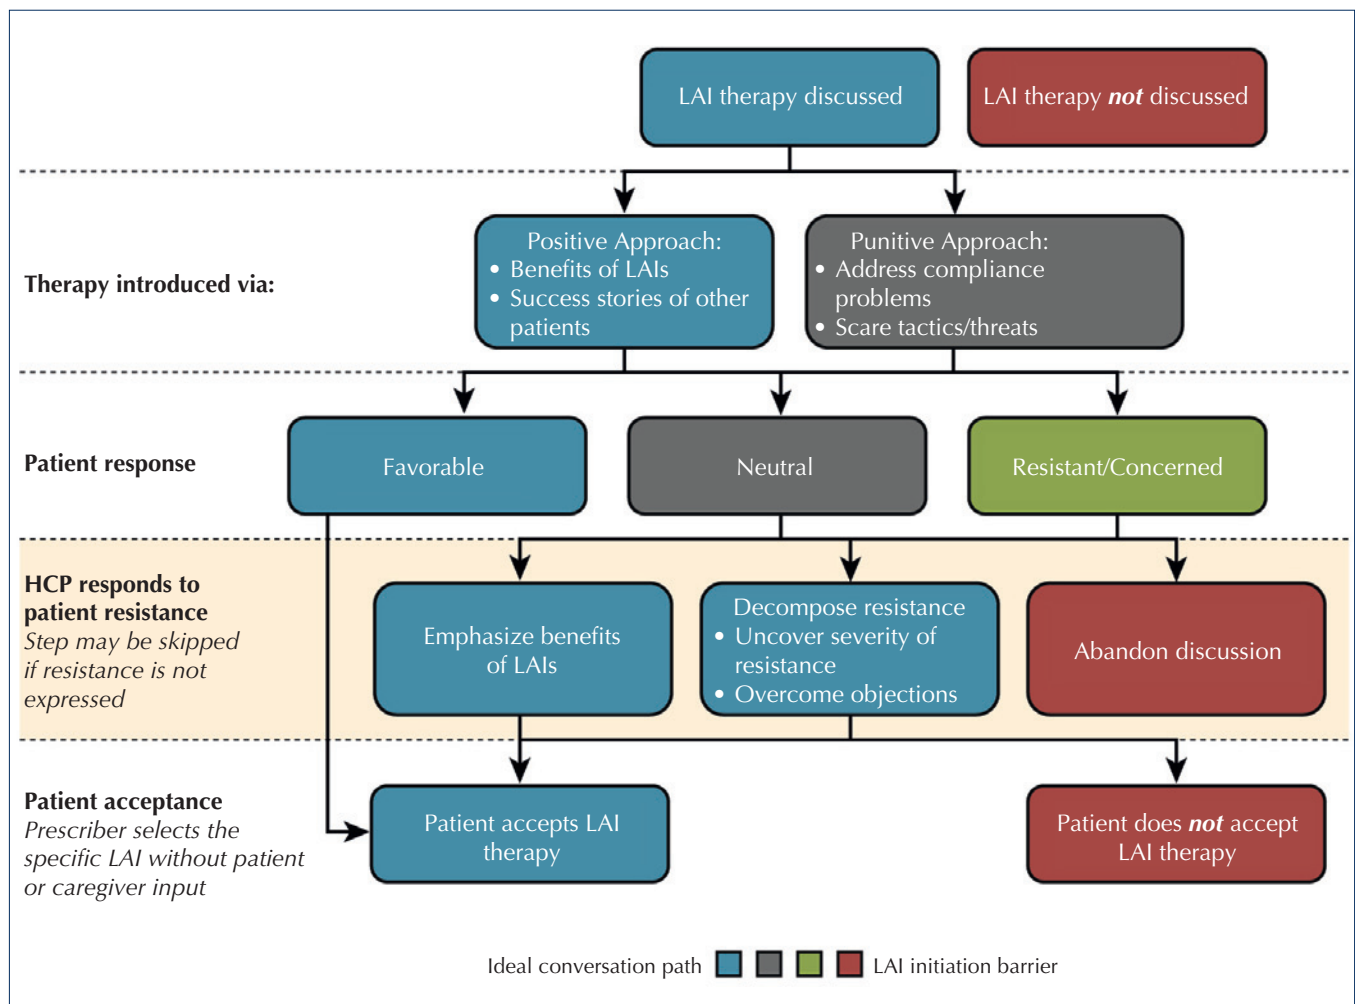 LAI therapy discussed
LAI therapy not discussed
Therapy introduced via:
Positive Approach:
• Benefits of LAIs
• Success stories of other
patients
Punitive Approach:
• Address compliance
problems
• Scare tactics/threats
Patient response
Favorable
Neutral
Resistant/Concerned
HCP responds to
patient resistance
Step may be skipped
if resistance is not
expressed
Emphasize benefits
of LAIs
Decompose resistance
• Uncover severity of
resistance
• Overcome objections
Abandon discussion
Patient acceptance
Prescriber selects the
specific LAI without patient
or caregiver input
Patient accepts LAI
therapy
Patient does not accept
LAI therapy
Ideal conversation path
LAI initiation barrier